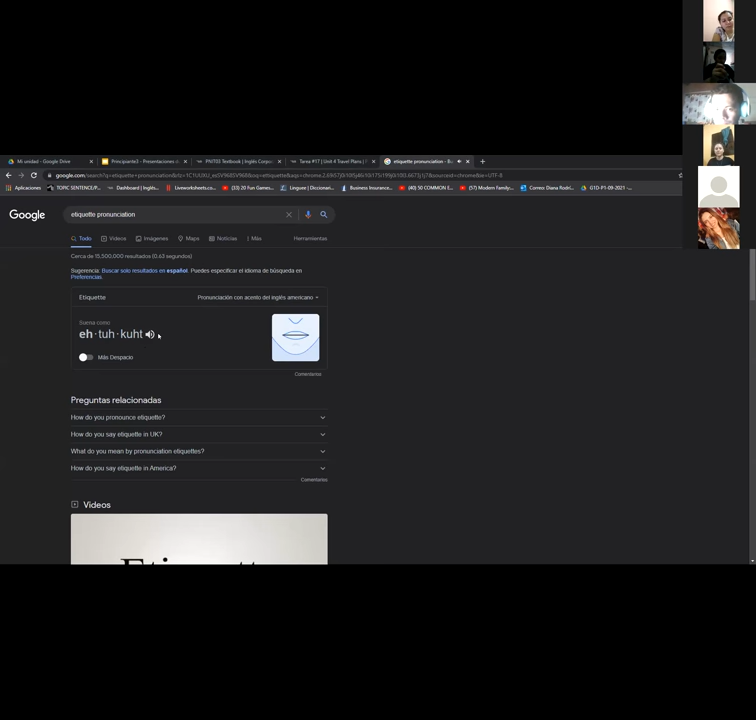 Mi unidad - Google Drive
Principiante3 - Presentaciones d
PNT03 Textbook | Inglés Corpo
Tarea #17 | Unit 4 Travel Plans |
etiquette pronunciation - B
Aplicaciones
TOPIC SENTENCE/P...
Dashboard | Inglés...
Liveworksheets.co...
(33) 20 Fun Games...
Linguee | Diccionari...
Business Insurance...
(40) 50 COMMON E...
(57) Modern Family:...
Correo: Diana Rodri...
G1D-P1-09-2021 -...
Google
etiquette pronunciation
Todo
Vídeos
Imágenes
Maps
Noticias
Más
Herramientas
Cerca de 15,500,000 resultados (0.63 segundos)
Sugerencia: Buscar solo resultados en español. Puedes especificar el idioma de búsqueda en
Preferencias.
Etiquette
Pronunciación con acento del inglés americano
Suena como
eh·tuh·kuht
Más Despacio
Comentarios
Preguntas relacionadas
How do you pronounce etiquette?
How do you say etiquette in UK?
What do you mean by pronunciation etiquettes?
How do you say etiquette in America?
Comentarios
Videos